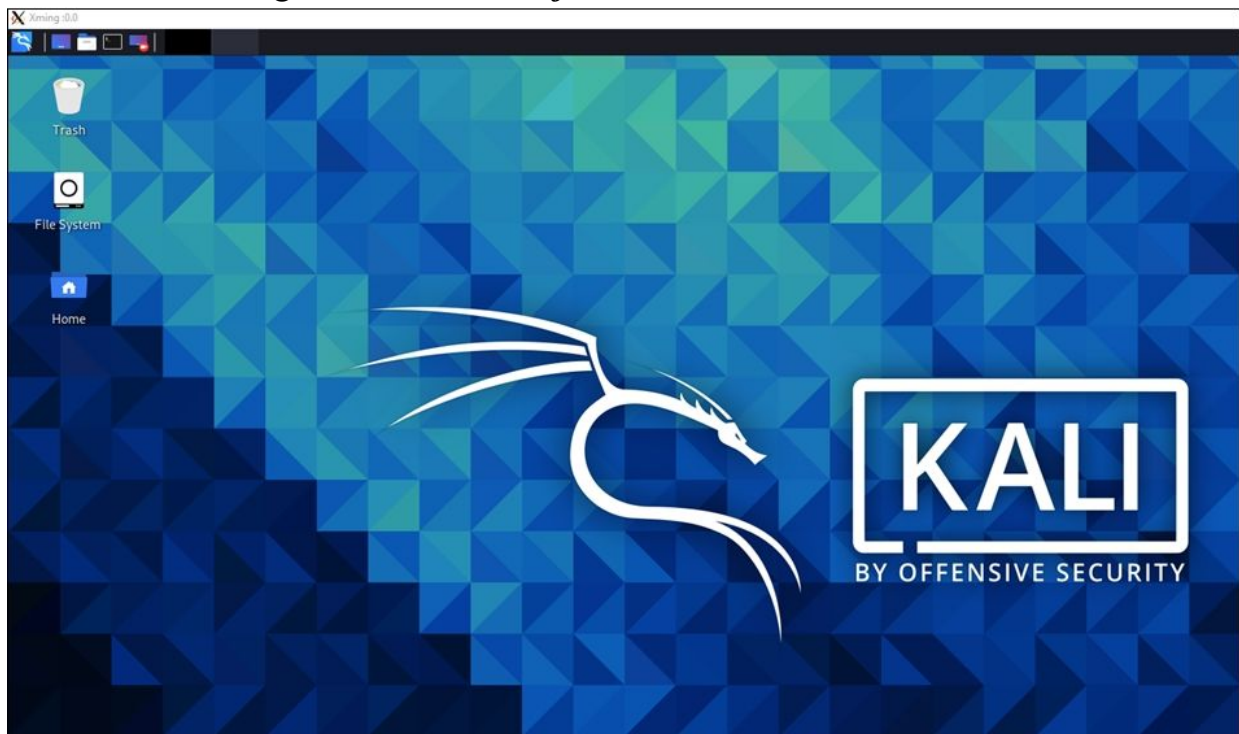 Xming :0.0
Trash
File System
Home
KALI
BY OFFENSIVE SECURITY